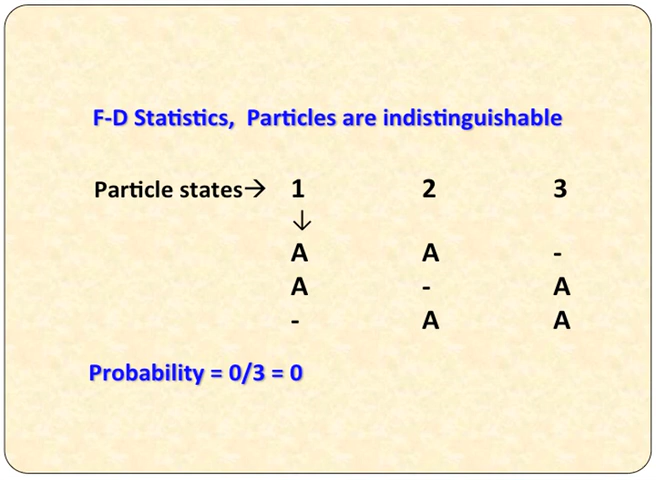 F-D Statistics, Particles are indistinguishable
Particle states→ 1 2 3
↓
A A -
A - A
- A A
Probability = 0/3 = 0